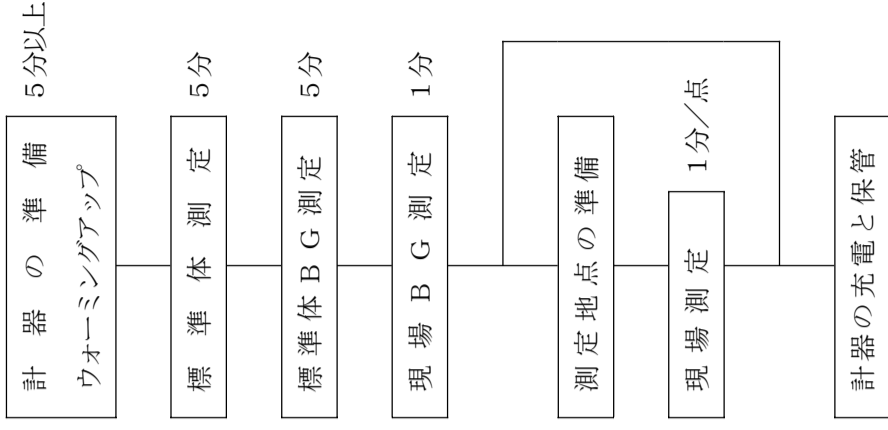 計器の準備
ウォーミングアップ
5分以上
標準体測定
5分
標準体BG測定
5分
現場BG測定
1分
測定地点の準備
現場測定
1分／点
計器の充電と保管